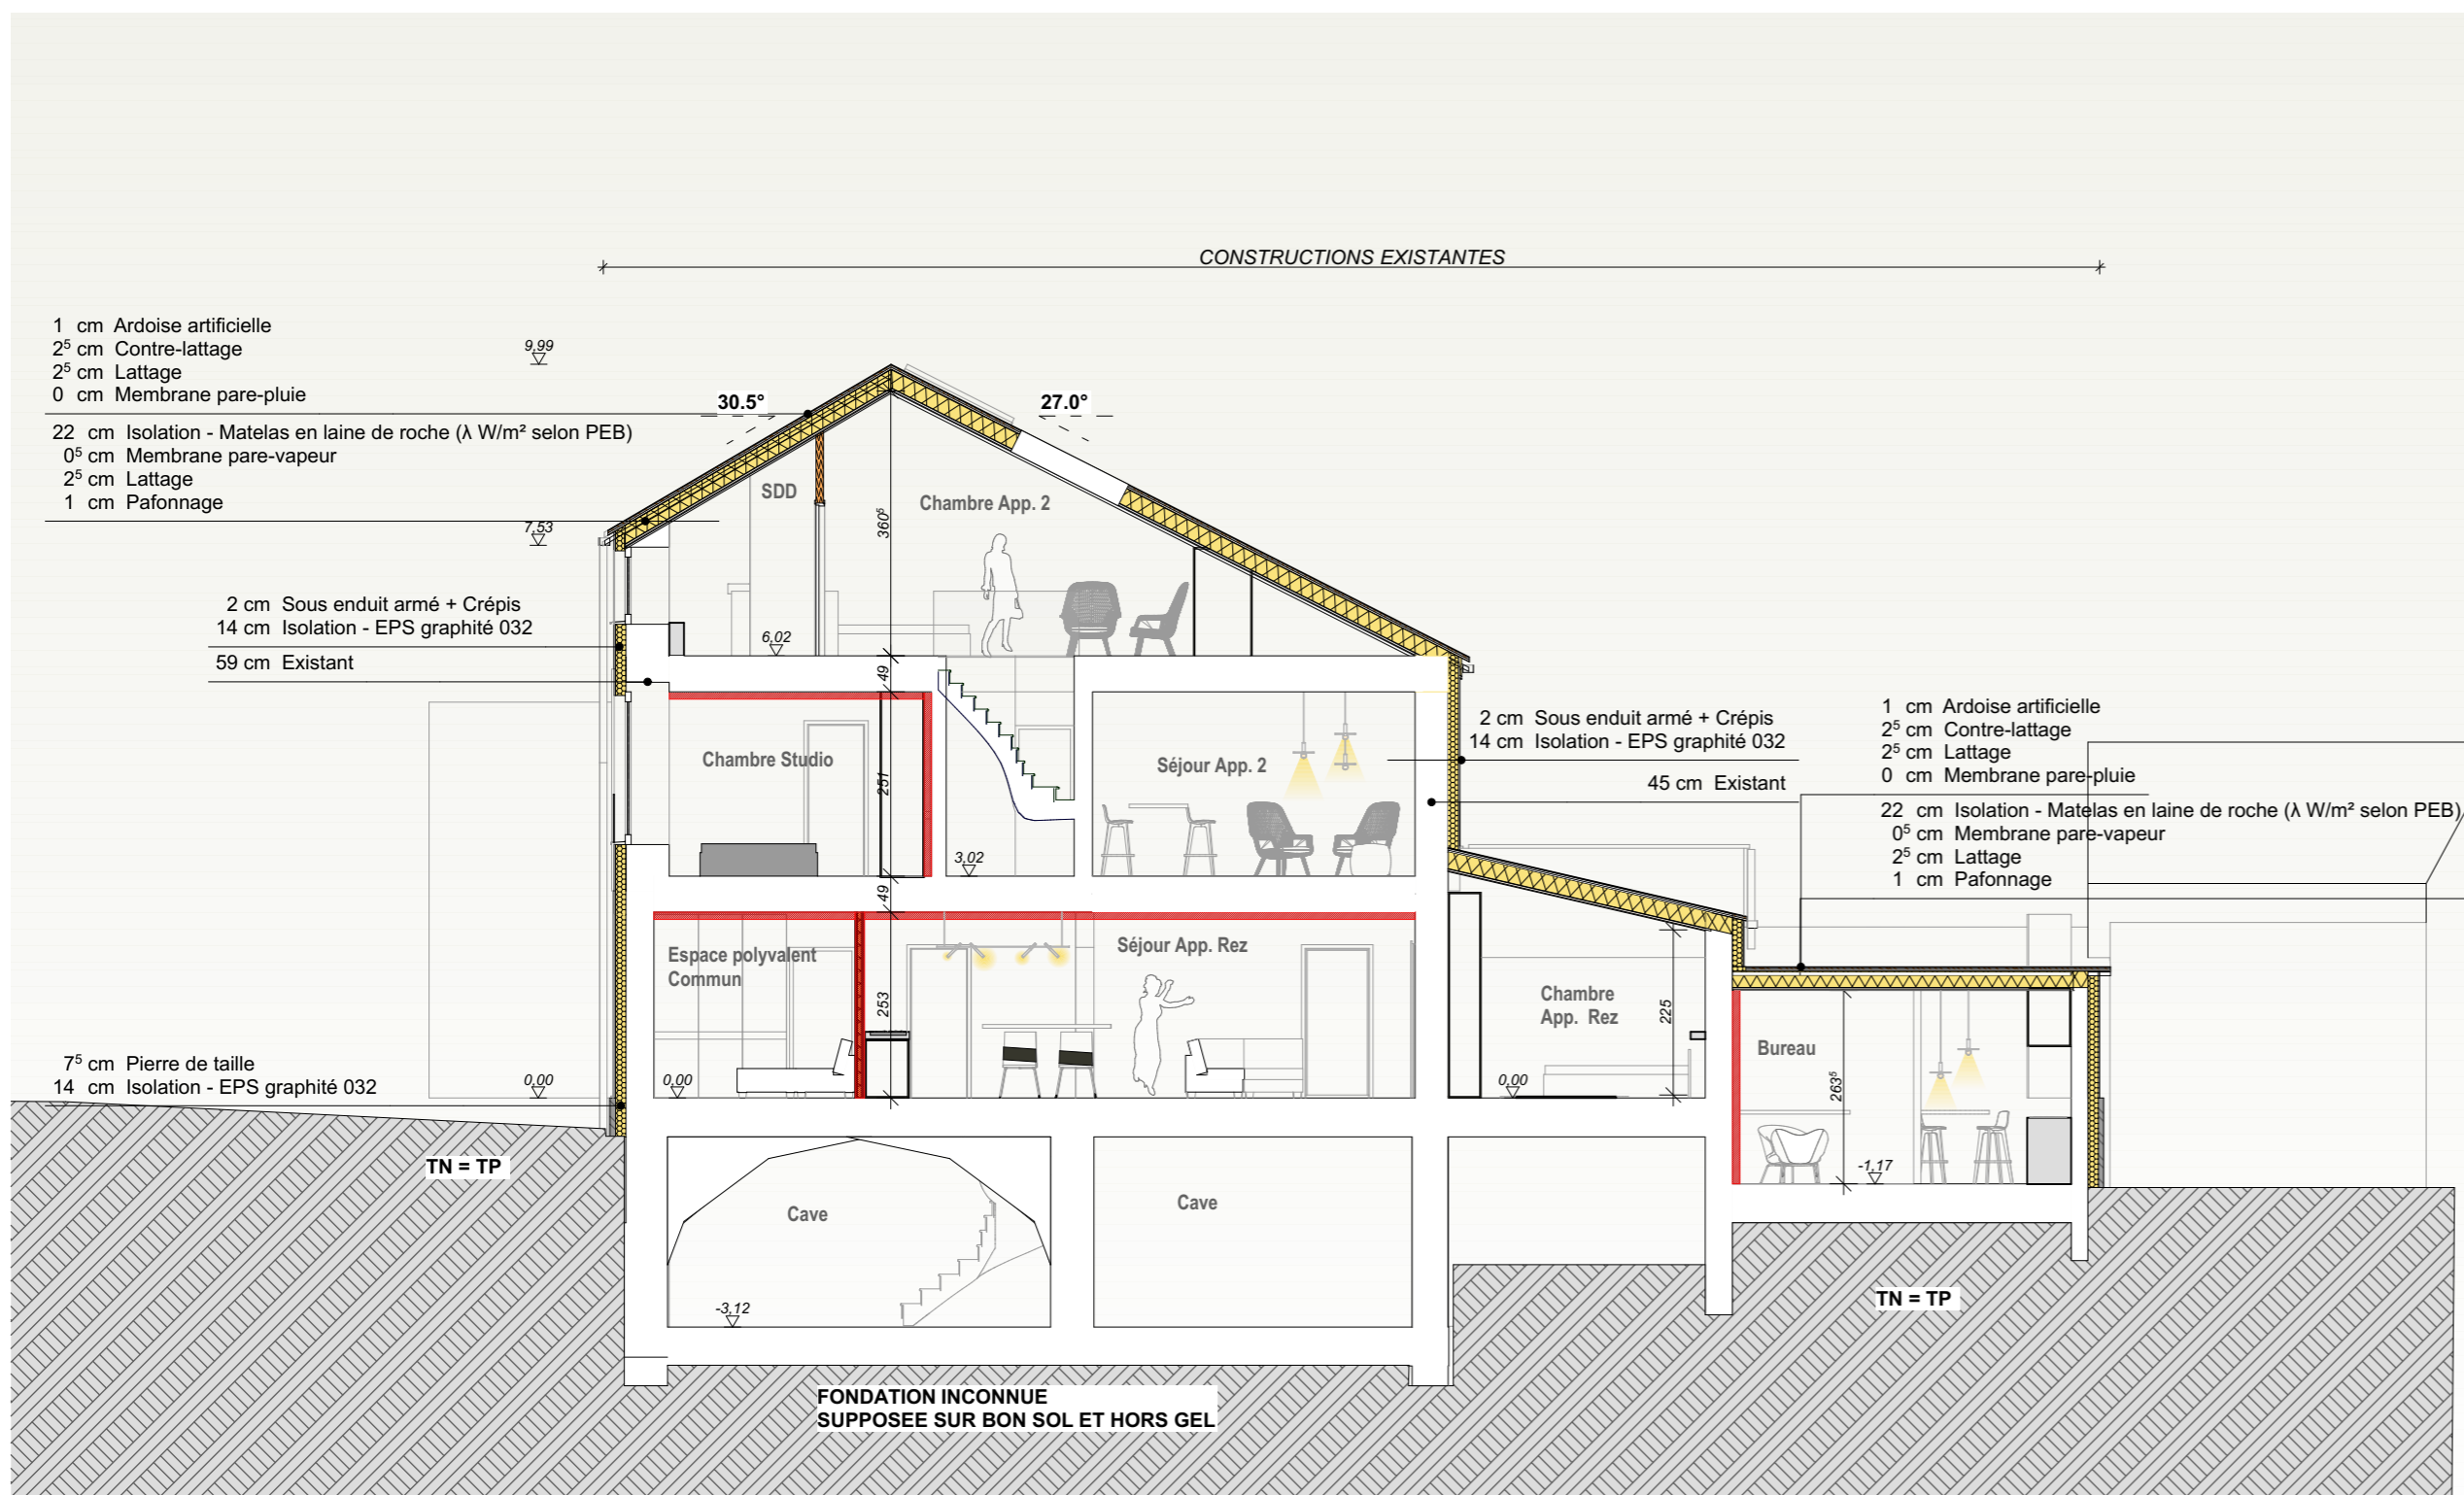 CONSTRUCTIONS EXISTANTES
1 cm Ardoise artificielle
2⁵ cm Contre-lattage
2⁵ cm Lattage
0 cm Membrane pare-pluie
22 cm Isolation - Matelas en laine de roche (λ W/m² selon PEB)
0⁵ cm Membrane pare-vapeur
2⁵ cm Lattage
1 cm Pafonnage
9,99
30.5°
27.0°
7,53
SDD
Chambre App. 2
360⁵
2 cm Sous enduit armé + Crépis
14 cm Isolation - EPS graphité 032
59 cm Existant
6,02
49
Chambre Studio
251
Séjour App. 2
3,02
2 cm Sous enduit armé + Crépis
14 cm Isolation - EPS graphité 032
45 cm Existant
1 cm Ardoise artificielle
2⁵ cm Contre-lattage
2⁵ cm Lattage
0 cm Membrane pare-pluie
22 cm Isolation - Matelas en laine de roche (λ W/m² selon PEB)
0⁵ cm Membrane pare-vapeur
2⁵ cm Lattage
1 cm Pafonnage
49
Espace polyvalent
Commun
Séjour App. Rez
253
Chambre
App. Rez
225
Bureau
263⁵
7⁵ cm Pierre de taille
14 cm Isolation - EPS graphité 032
0,00
0,00
0,00
-1,17
TN = TP
Cave
Cave
-3,12
TN = TP
FONDATION INCONNUE
SUPPOSEE SUR BON SOL ET HORS GEL